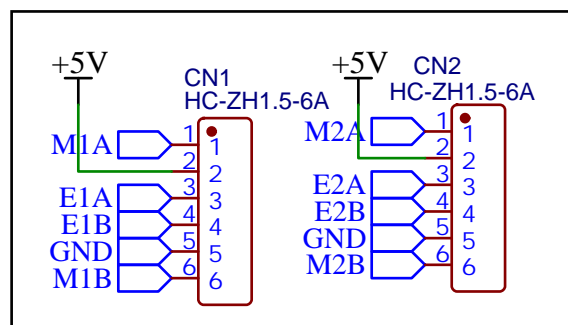 +5V
CN1
HC-ZH1.5-6A
M1A 1 1
2 2
E1A 3 3
E1B 4 4
GND 5 5
M1B 6 6
+5V
CN2
HC-ZH1.5-6A
M2A 1 1
2 2
E2A 3 3
E2B 4 4
GND 5 5
M2B 6 6